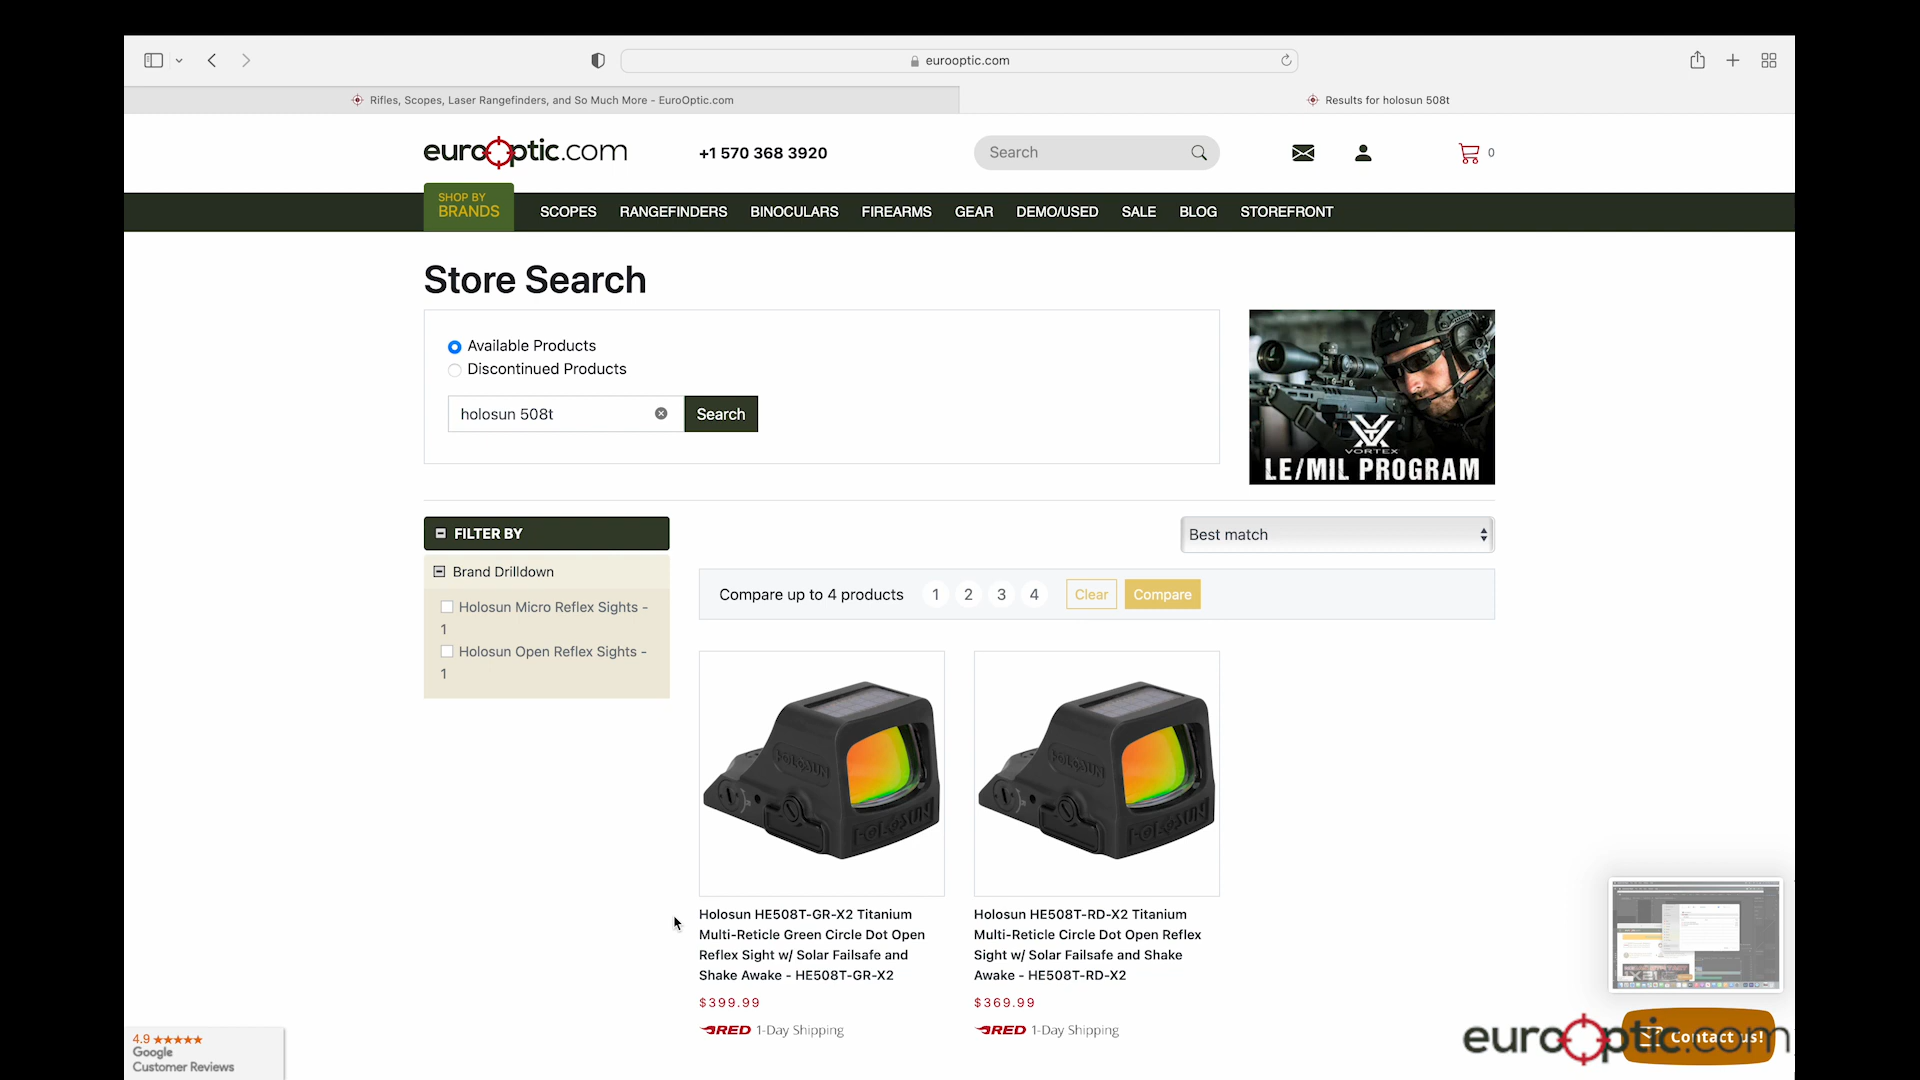 eurooptic.com
Rifles, Scopes, Laser Rangefinders, and So Much More - EuroOptic.com
Results for holosun 508t
eurooptic.com
+1 570 368 3920
Search
0
SHOP BY
BRANDS
SCOPES
RANGEFINDERS
BINOCULARS
FIREARMS
GEAR
DEMO/USED
SALE
BLOG
STOREFRONT
Store Search
Available Products
Discontinued Products
holosun 508t
Search
VORTEX
LE/MIL PROGRAM
FILTER BY
Best match
Brand Drilldown
Holosun Micro Reflex Sights -
1
Holosun Open Reflex Sights -
1
Compare up to 4 products
1
2
3
4
Clear
Compare
HOLOSUN
HOLOSUN
HOLOSUN
HOLOSUN
Holosun HE508T-GR-X2 Titanium
Multi-Reticle Green Circle Dot Open
Reflex Sight w/ Solar Failsafe and
Shake Awake - HE508T-GR-X2
$399.99
RED 1-Day Shipping
Holosun HE508T-RD-X2 Titanium
Multi-Reticle Circle Dot Open Reflex
Sight w/ Solar Failsafe and Shake
Awake - HE508T-RD-X2
$369.99
RED 1-Day Shipping
4.9
Google
Customer Reviews
Contact us!
eurooptic.com